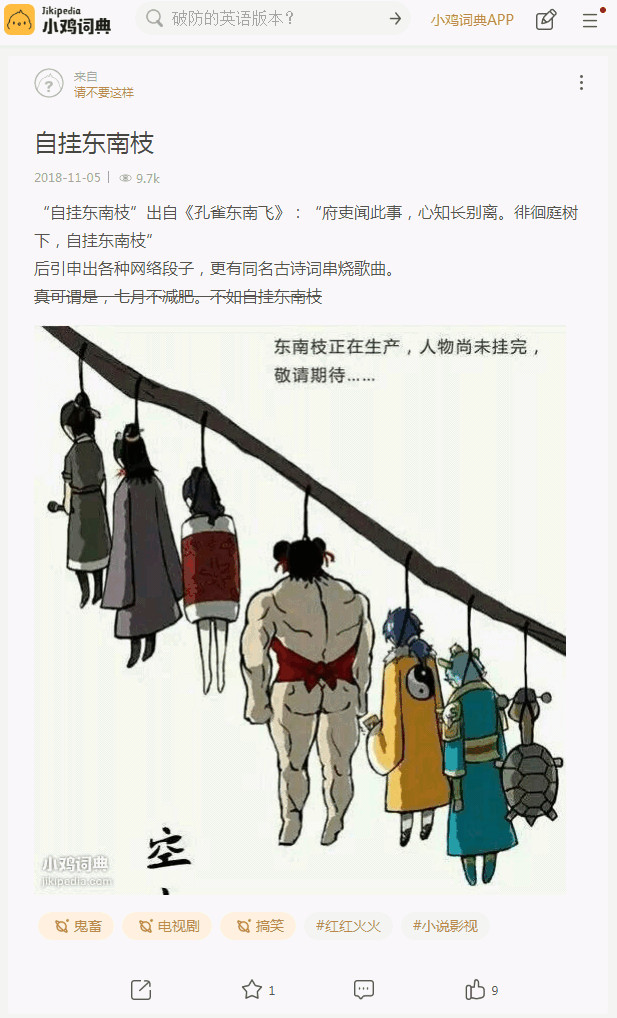 Jikipedia
小鸡词典
破防的英语版本？
小鸡词典APP
来自
请不要这样
自挂东南枝
2018-11-05
9.7k
“自挂东南枝”出自《孔雀东南飞》：“府吏闻此事，心知长别离。徘徊庭树
下，自挂东南枝”
后引申出各种网络段子，更有同名古诗词串烧歌曲。
真可谓是，七月不减肥。不如自挂东南枝
东南枝正在生产，人物尚未挂完，
敬请期待……
空
小鸡词典
jikipedia.com
鬼畜 电视剧 搞笑 #红红火火 #小说影视
1 9